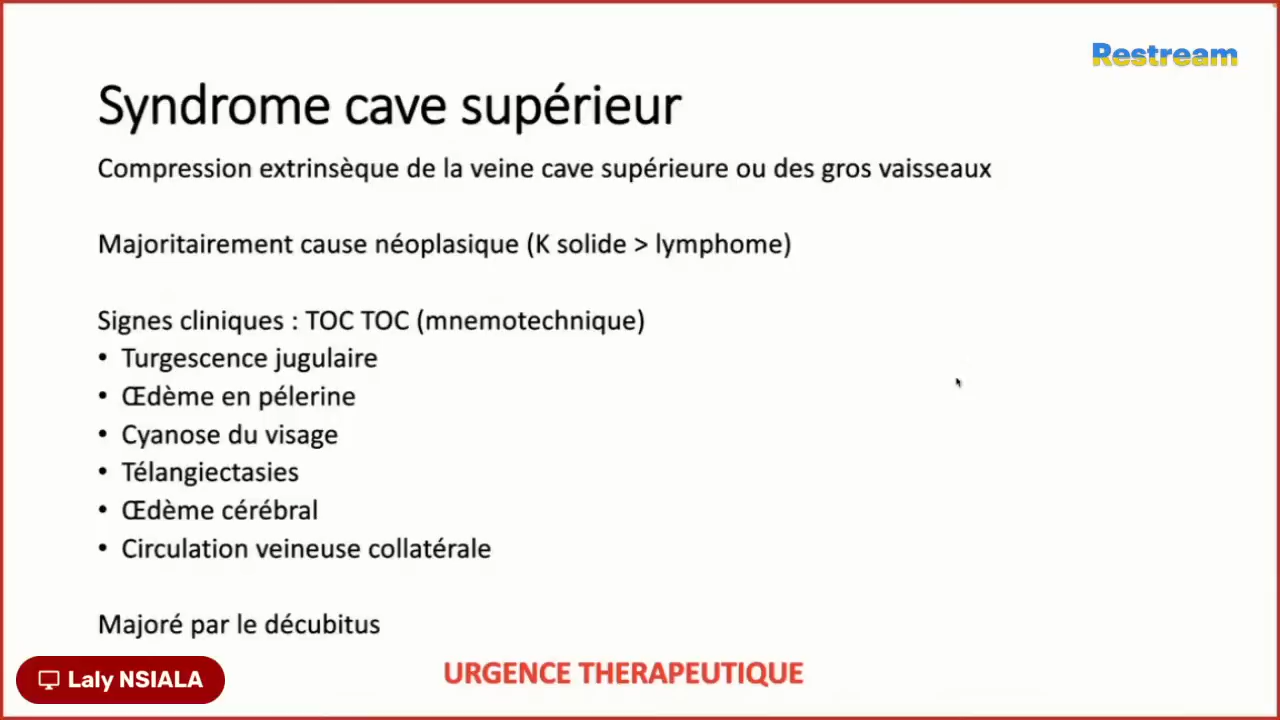 Restream
Syndrome cave supérieur
Compression extrinsèque de la veine cave supérieure ou des gros vaisseaux
Majoritairement cause néoplasique (K solide > lymphome)
Signes cliniques : TOC TOC (mnemotechnique)
• Turgescence jugulaire
• Œdème en pélerine
• Cyanose du visage
• Télangiectasies
• Œdème cérébral
• Circulation veineuse collatérale
Majoré par le décubitus
URGENCE THERAPEUTIQUE
Laly NSIALA